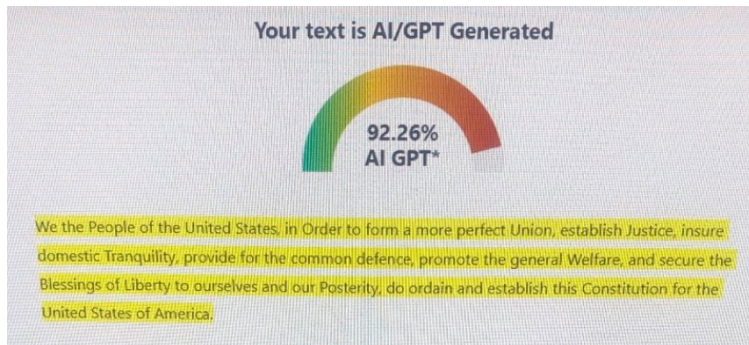 Your text is AI/GPT Generated
92.26%
AI GPT*
We the People of the United States, in Order to form a more perfect Union, establish Justice, insure
domestic Tranquility, provide for the common defence, promote the general Welfare, and secure the
Blessings of Liberty to ourselves and our Posterity, do ordain and establish this Constitution for the
United States of America.